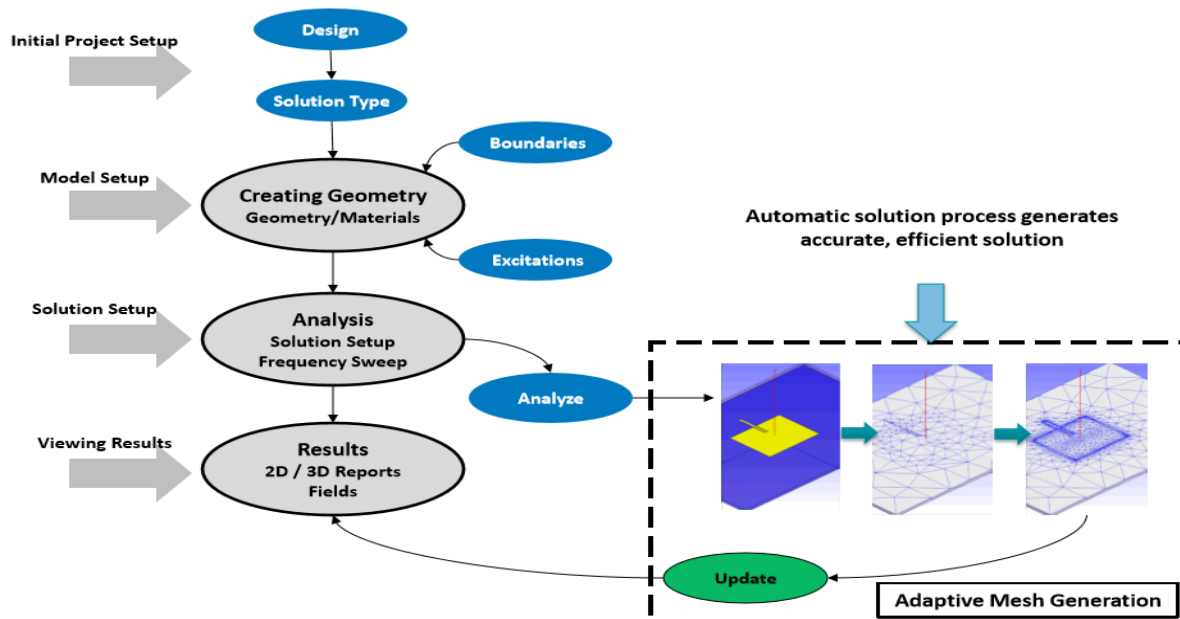 Initial Project Setup
Design
Solution Type
Boundaries
Model Setup
Creating Geometry
Geometry/Materials
Excitations
Automatic solution process generates
accurate, efficient solution
Solution Setup
Analysis
Solution Setup
Frequency Sweep
Analyze
Viewing Results
Results
2D / 3D Reports
Fields
Update
Adaptive Mesh Generation